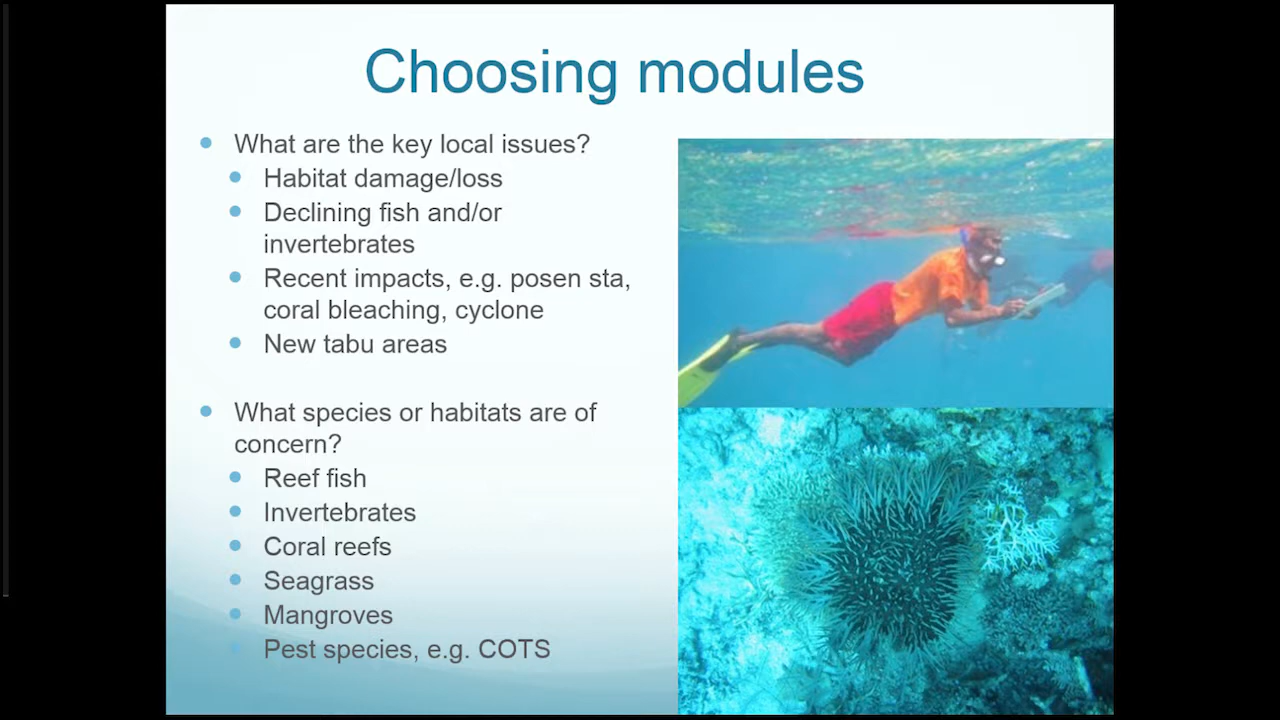 Choosing modules
What are the key local issues?
Habitat damage/loss
Declining fish and/or
invertebrates
Recent impacts, e.g. posen sta,
coral bleaching, cyclone
New tabu areas
What species or habitats are of
concern?
Reef fish
Invertebrates
Coral reefs
Seagrass
Mangroves
Pest species, e.g. COTS